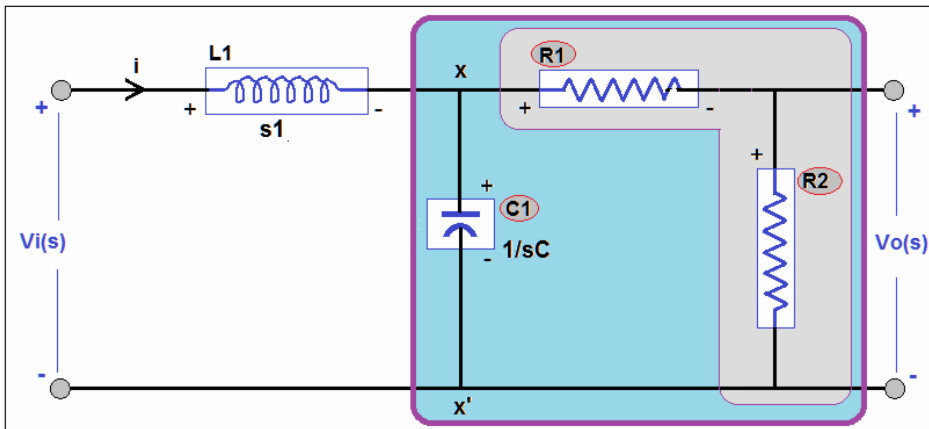 L1
i
+
-
s1
x
R1
+
-
+
+
Vi(s)
+
C1
-
1/sC
+
R2
Vo(s)
-
x'
-